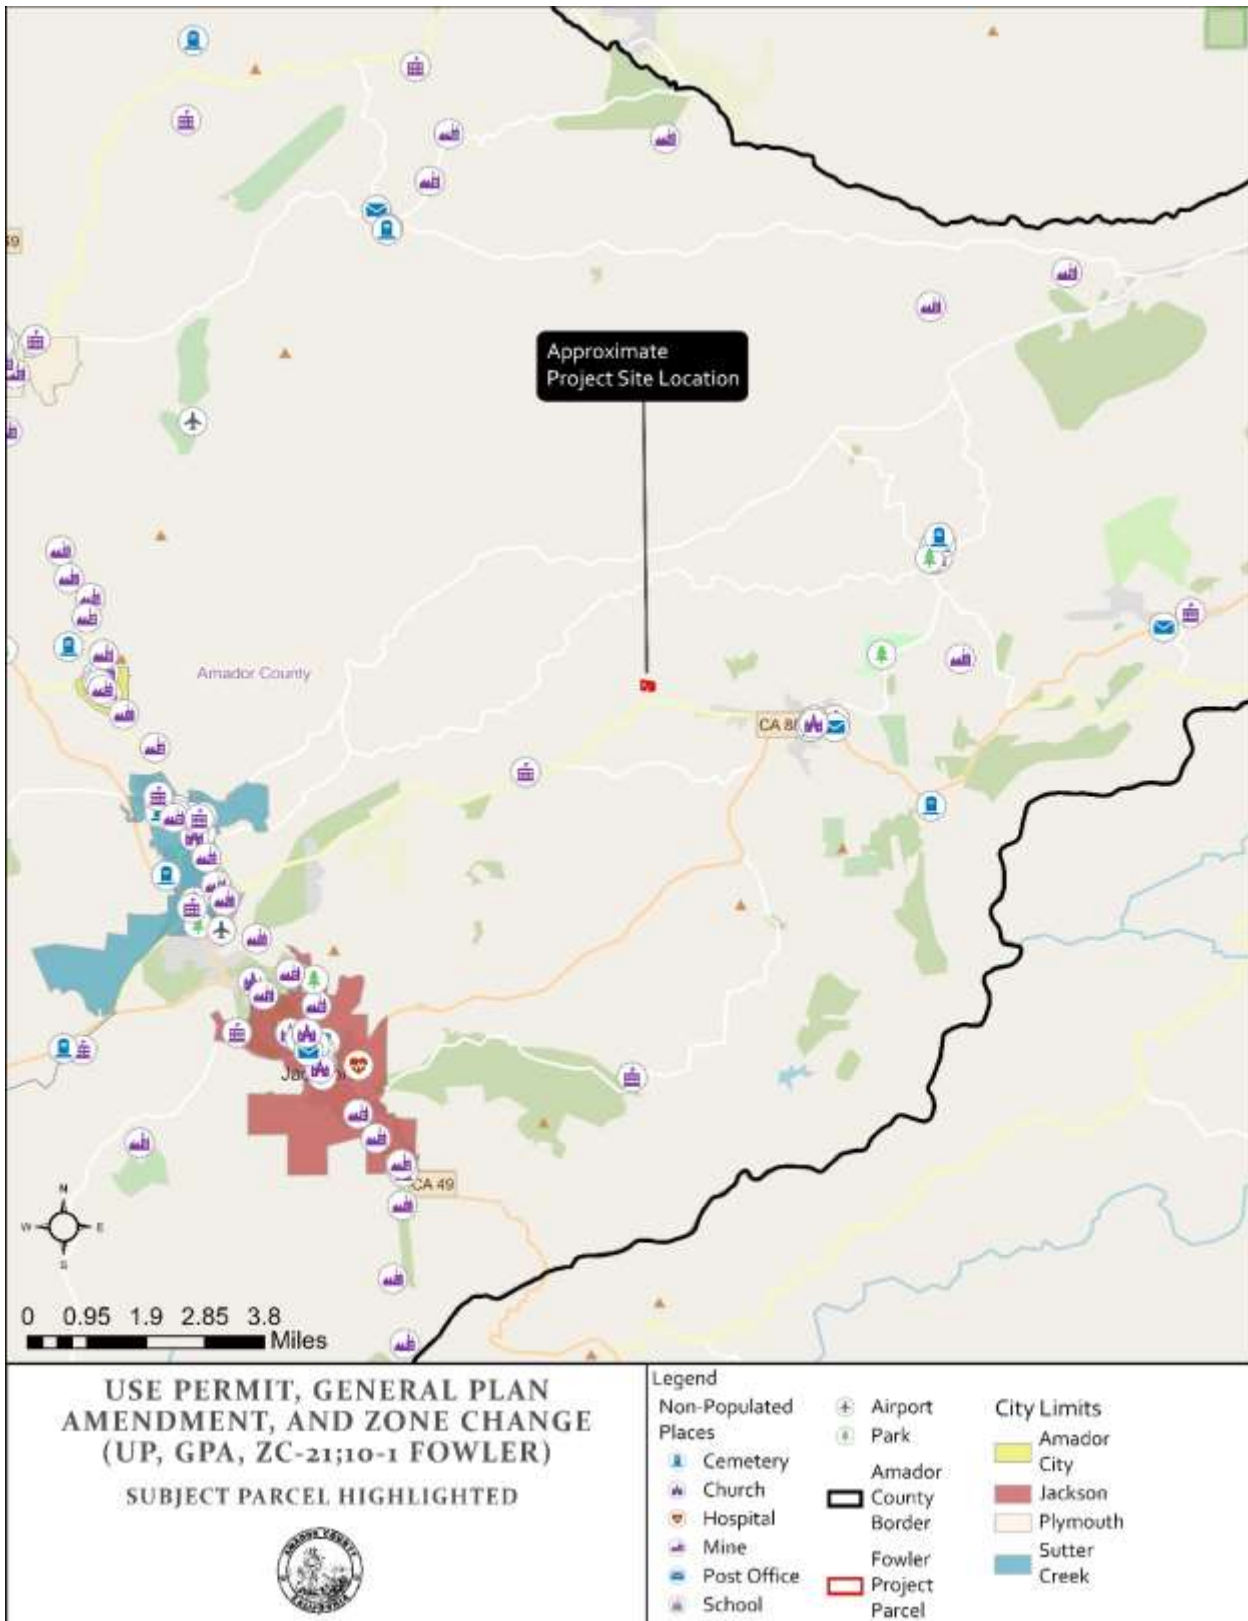 Approximate
Project Site Location
Amador County
CA 88
CA 49
N
W
E
S
0 0.95 1.9 2.85 3.8
Miles
USE PERMIT, GENERAL PLAN
AMENDMENT, AND ZONE CHANGE
(UP, GPA, ZC-21;10-1 FOWLER)
SUBJECT PARCEL HIGHLIGHTED
AMADOR COUNTY
CALIFORNIA
Legend
Non-Populated
Places
Cemetery
Church
Hospital
Mine
Post Office
School
Airport
Park
Amador
County
Border
Fowler
Project
Parcel
City Limits
Amador
City
Jackson
Plymouth
Sutter
Creek